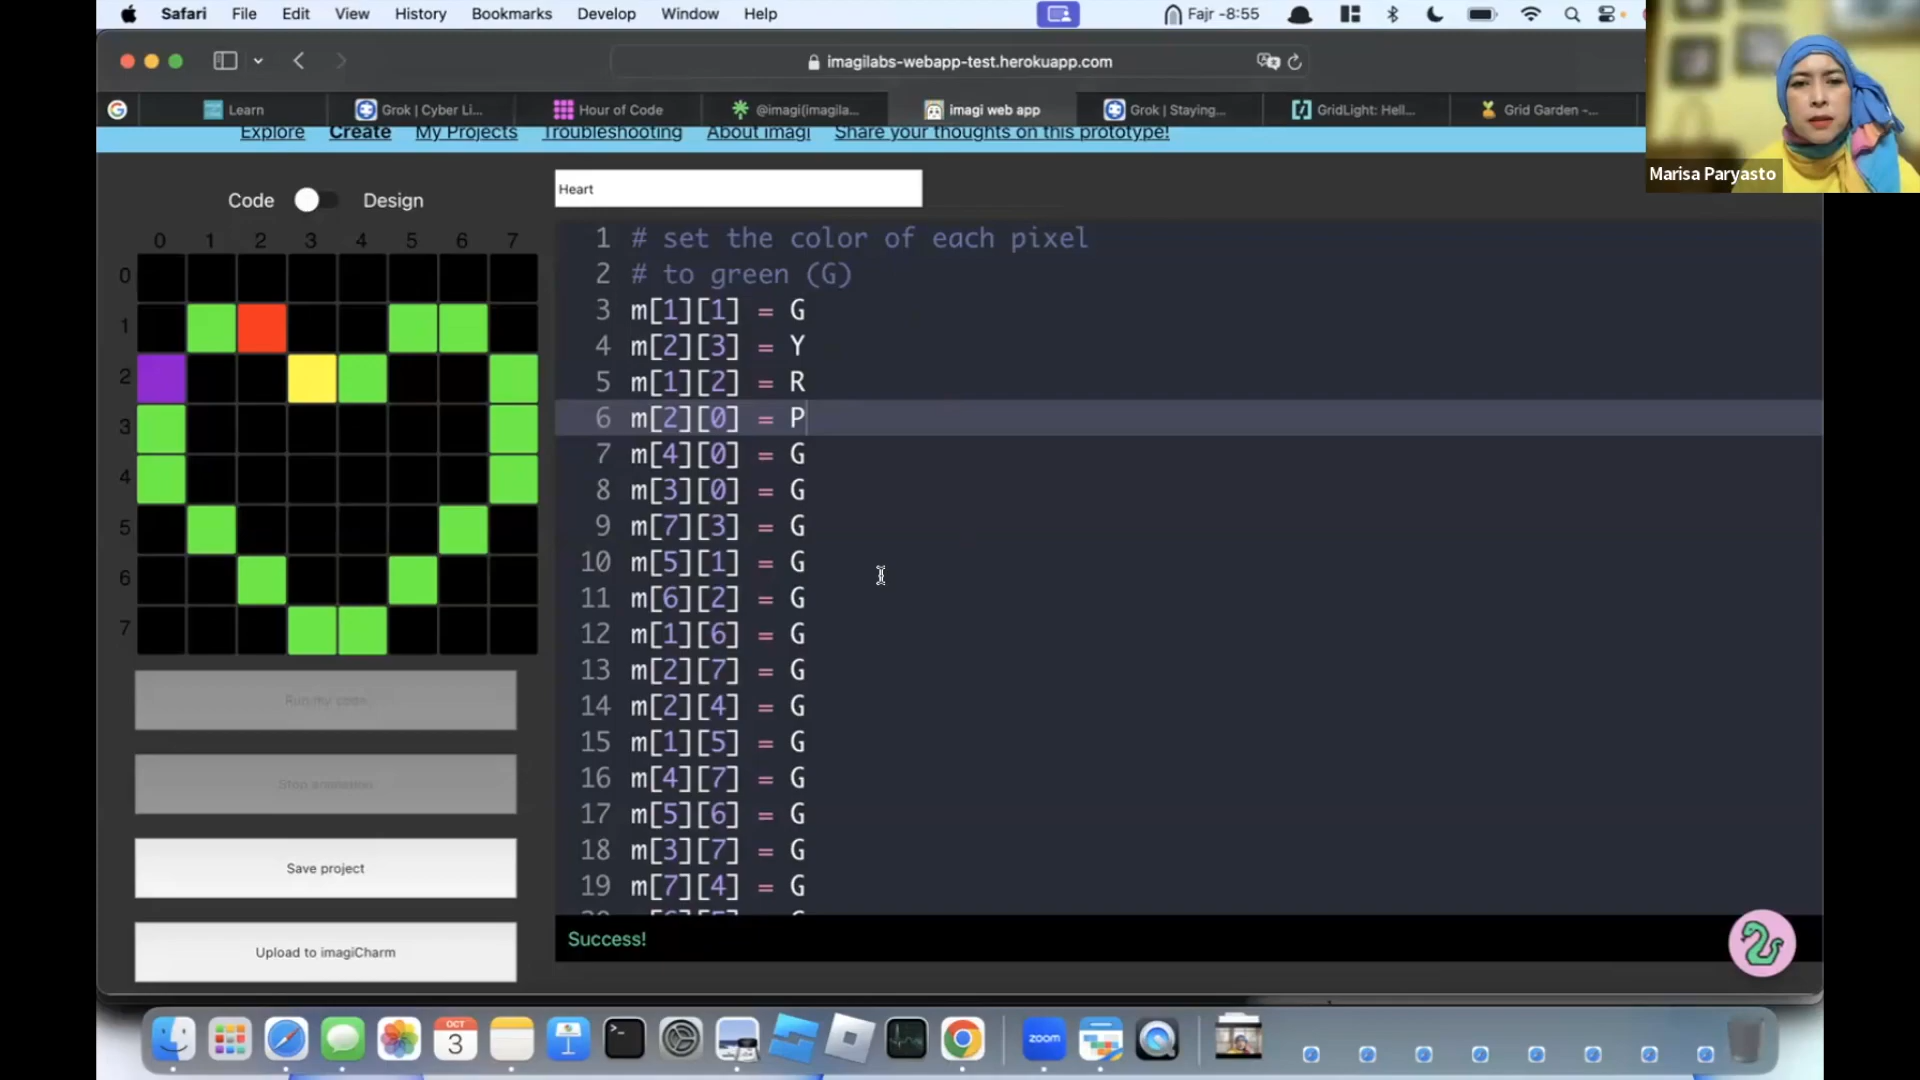 Safari File Edit View History Bookmarks Develop Window Help Fajr -8:55
imagilabs-webapp-test.herokuapp.com
Learn Grok | Cyber Li... Hour of Code @imagi(imagila... imagi web app Grok | Staying... GridLight: Hell... Grid Garden -...
Explore Create My Projects Troubleshooting About imagi Share your thoughts on this prototype!
Marisa Paryasto
Code Design
Heart
0 1 2 3 4 5 6 7
0
1
2
3
4
5
6
7
1 # set the color of each pixel
2 # to green (G)
3 m[1][1] = G
4 m[2][3] = Y
5 m[1][2] = R
6 m[2][0] = P
7 m[4][0] = G
8 m[3][0] = G
9 m[7][3] = G
10 m[5][1] = G
11 m[6][2] = G
12 m[1][6] = G
13 m[2][7] = G
14 m[2][4] = G
15 m[1][5] = G
16 m[4][7] = G
17 m[5][6] = G
18 m[3][7] = G
19 m[7][4] = G
Run my code
Stop animation
Save project
Upload to imagiCharm
Success!
OCT
3
zoom